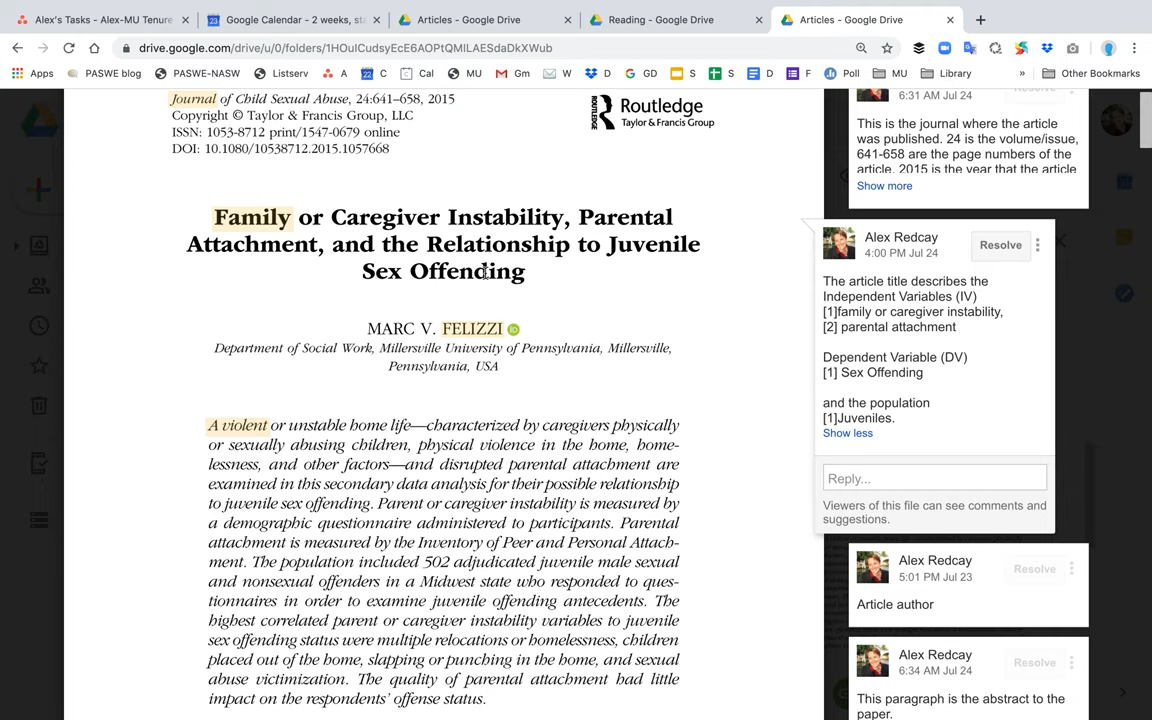 Alex's Tasks - Alex-MU Tenure
Google Calendar - 2 weeks, sta
Articles - Google Drive
Reading - Google Drive
Articles - Google Drive
drive.google.com/drive/u/0/folders/1HOulCudsyEcE6AOPtQMILAESdaDkXWub
Apps PASWE blog PASWE-NASW Listserv A C Cal MU Gm W D GD S S D F Poll MU Library » Other Bookmarks
Journal of Child Sexual Abuse, 24:641–658, 2015
Copyright © Taylor & Francis Group, LLC
ISSN: 1053-8712 print/1547-0679 online
DOI: 10.1080/10538712.2015.1057668
ROUTLEDGE
Routledge
Taylor & Francis Group
Family or Caregiver Instability, Parental
Attachment, and the Relationship to Juvenile
Sex Offending
MARC V. FELIZZI iD
Department of Social Work, Millersville University of Pennsylvania, Millersville,
Pennsylvania, USA
A violent or unstable home life—characterized by caregivers physically
or sexually abusing children, physical violence in the home, home-
lessness, and other factors—and disrupted parental attachment are
examined in this secondary data analysis for their possible relationship
to juvenile sex offending. Parent or caregiver instability is measured by
a demographic questionnaire administered to participants. Parental
attachment is measured by the Inventory of Peer and Personal Attach-
ment. The population included 502 adjudicated juvenile male sexual
and nonsexual offenders in a Midwest state who responded to ques-
tionnaires in order to examine juvenile offending antecedents. The
highest correlated parent or caregiver instability variables to juvenile
sex offending status were multiple relocations or homelessness, children
placed out of the home, slapping or punching in the home, and sexual
abuse victimization. The quality of parental attachment had little
impact on the respondents' offense status.
6:31 AM Jul 24
Resolve
This is the journal where the article
was published. 24 is the volume/issue,
641-658 are the page numbers of the
article. 2015 is the year that the article
Show more
Alex Redcay
4:00 PM Jul 24
Resolve
The article title describes the
Independent Variables (IV)
[1]family or caregiver instability,
[2] parental attachment
Dependent Variable (DV)
[1] Sex Offending
and the population
[1]Juveniles.
Show less
Reply...
Viewers of this file can see comments and
suggestions.
Alex Redcay
5:01 PM Jul 23
Resolve
Article author
Alex Redcay
6:34 AM Jul 24
Resolve
This paragraph is the abstract to the
paper.